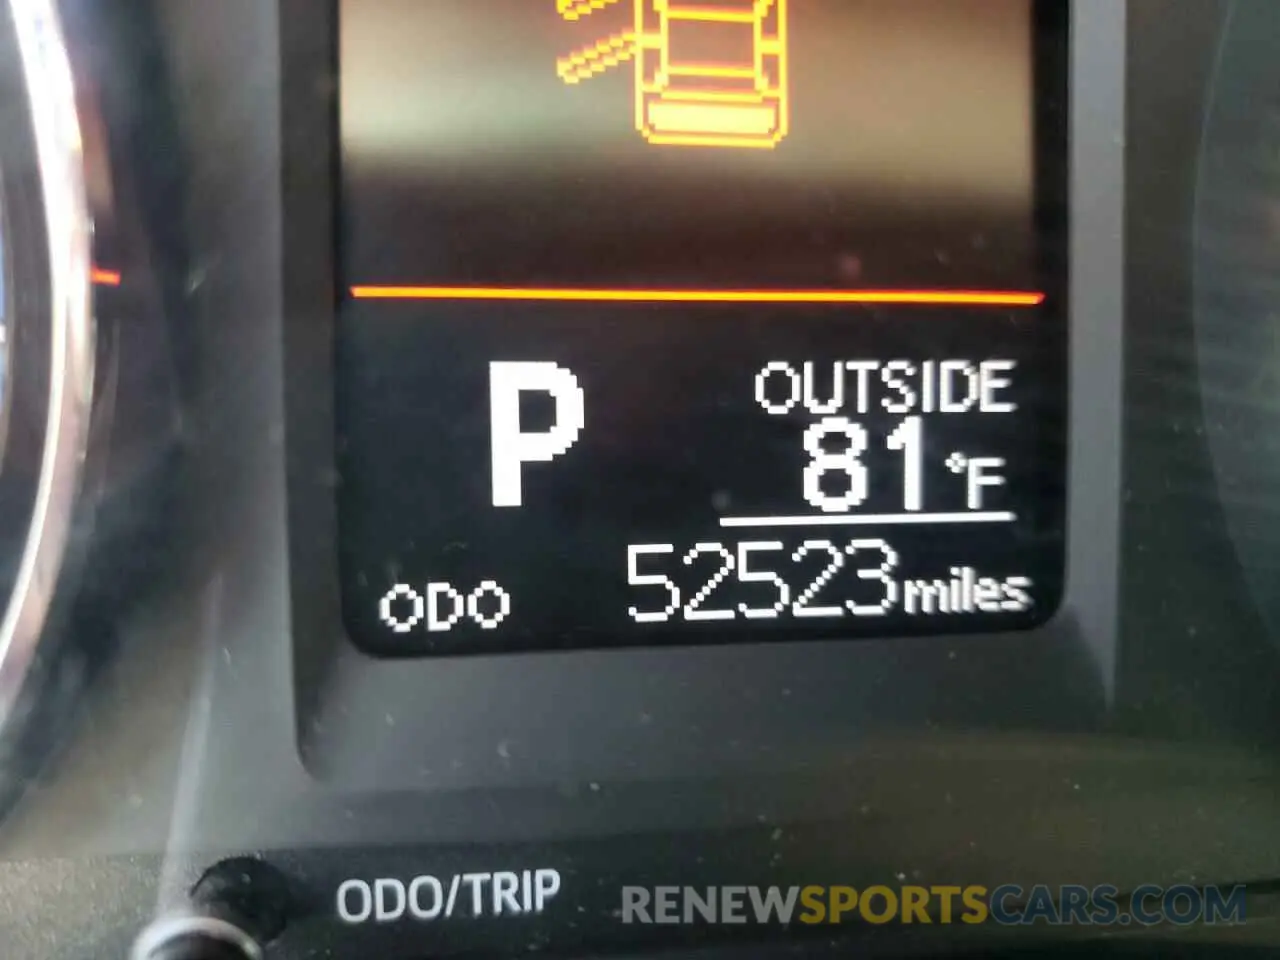 P
OUTSIDE
81°F
ODO 52523 miles
ODO/TRIP
RENEWSPORTSCARS.COM